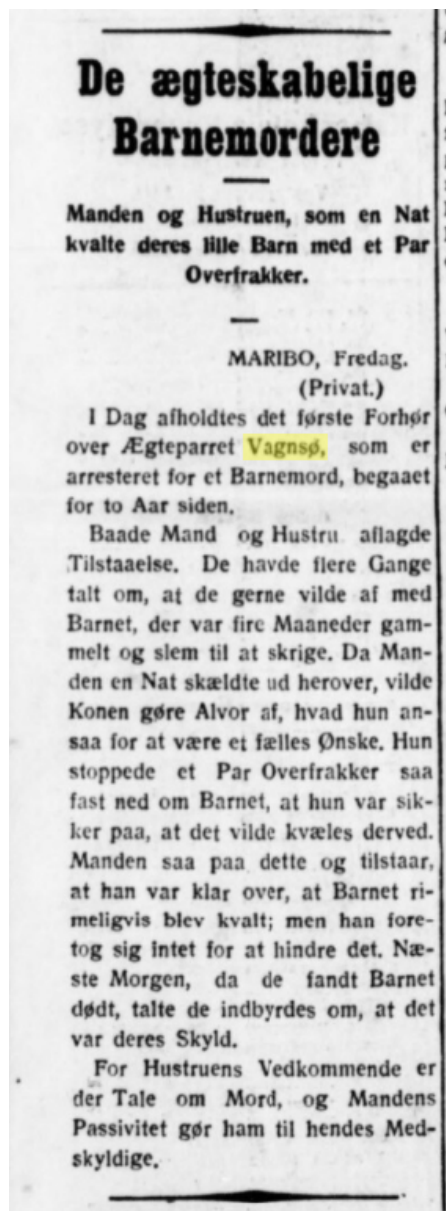 De ægteskabelige
Barnemordere
Manden og Hustruen, som en Nat
kvalte deres lille Barn med et Par
Overfrakker.
MARIBO, Fredag.
(Privat.)
I Dag afholdtes det første Forhør
over Ægteparret Vagnsø, som er
arresteret for et Barnemord, begaaet
for to Aar siden.
Baade Mand og Hustru aflagde
Tilstaaelse. De havde flere Gange
talt om, at de gerne vilde af med
Barnet, der var fire Maaneder gam-
melt og slem til at skrige. Da Man-
den en Nat skældte ud herover, vilde
Konen gøre Alvor af, hvad hun an-
saa for at være et fælles Ønske. Hun
stoppede et Par Overfrakker saa
fast ned om Barnet, at hun var sik-
ker paa, at det vilde kvæles derved.
Manden saa paa dette og tilstaar,
at han var klar over, at Barnet ri-
meligvis blev kvalt; men han fore-
tog sig intet for at hindre det. Næ-
ste Morgen, da de fandt Barnet
dødt, talte de indbyrdes om, at det
var deres Skyld.
For Hustruens Vedkommende er
der Tale om Mord, og Mandens
Passivitet gør ham til hendes Med-
skyldige.